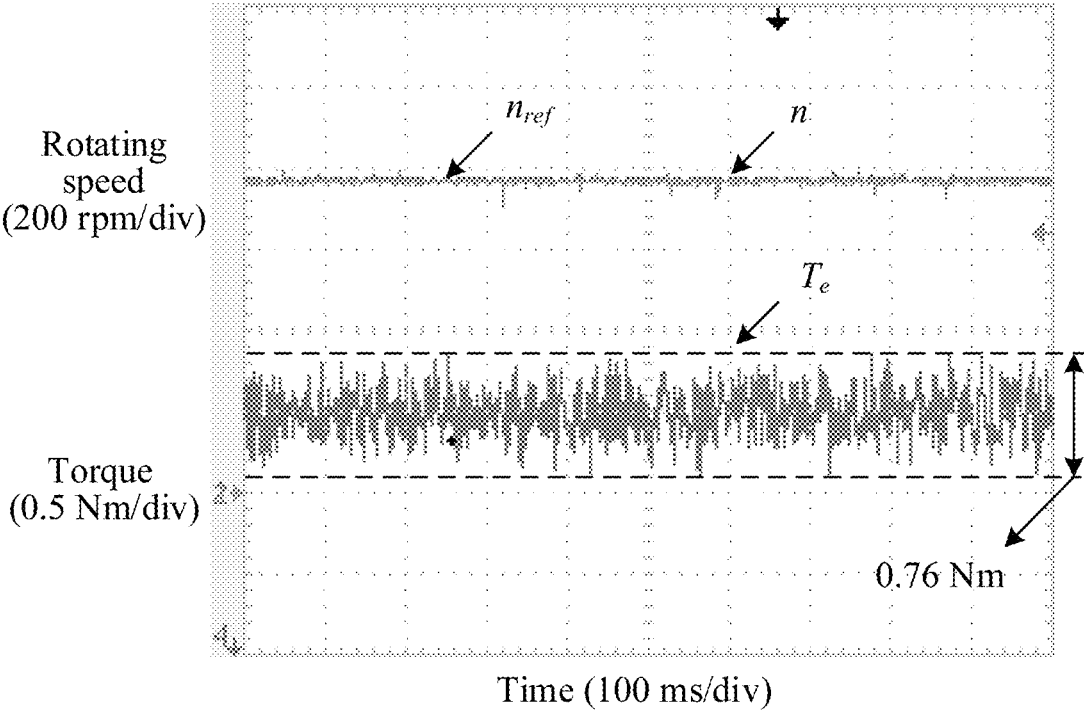 n_ref
n
Rotating
speed
(200 rpm/div)
T_e
Torque
(0.5 Nm/div)
2
0.76 Nm
Time (100 ms/div)